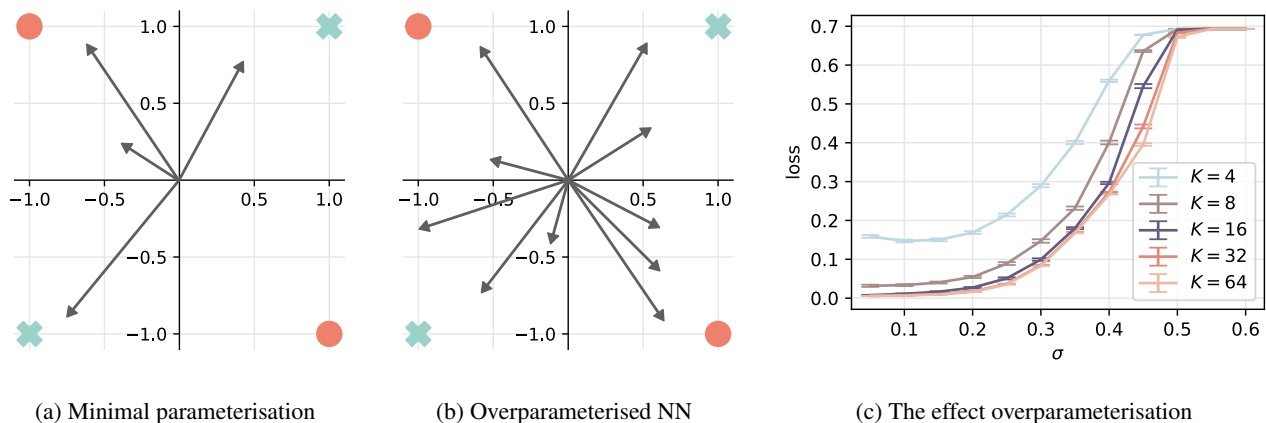 1.0
0.5
−1.0
−0.5
0.5
1.0
−0.5
−1.0
(a) Minimal parameterisation
1.0
0.5
−1.0
−0.5
0.5
1.0
−0.5
−1.0
(b) Overparameterised NN
0.7
0.6
0.5
0.4
0.3
0.2
0.1
0.0
loss
K = 4
K = 8
K = 16
K = 32
K = 64
0.1 0.2 0.3 0.4 0.5 0.6
σ
(c) The effect overparameterisation